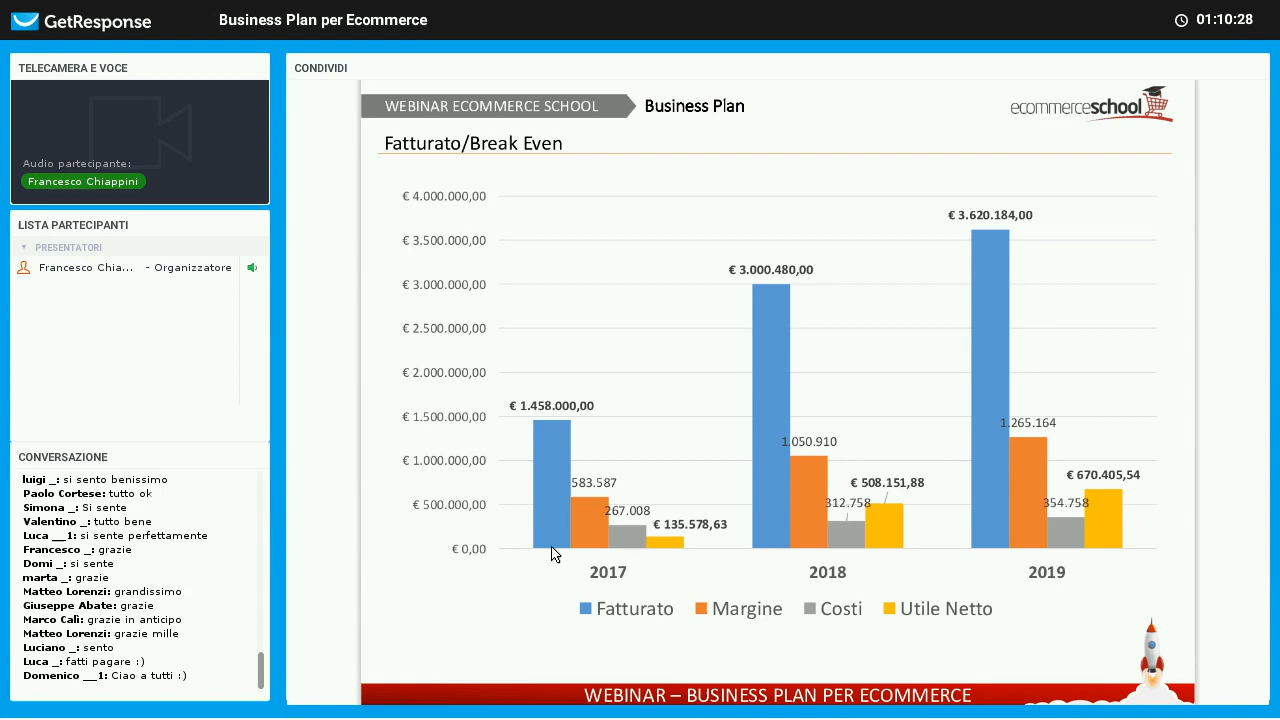 GetResponse
Business Plan per Ecommerce
01:10:28
TELECAMERA E VOCE
Audio partecipante:
Francesco Chiappini
LISTA PARTECIPANTI
PRESENTATORI
Francesco Chia... - Organizzatore
CONVERSAZIONE
luigi _: si sento benissimo
Paolo Cortese: tutto ok
Simona _: Si sente
Valentino _: tutto bene
Luca __1: si sente perfettamente
Francesco _: grazie
Domi _: si sente
marta _: grazie
Matteo Lorenzi: grandissimo
Giuseppe Abate: grazie
Marco Calì: grazie in anticipo
Matteo Lorenzi: grazie mille
Luciano _: sento
Luca _: fatti pagare :)
Domenico __1: Ciao a tutti :)
CONDIVIDI
WEBINAR ECOMMERCE SCHOOL
Business Plan
ecommerceschool
Fatturato/Break Even
€ 4.000.000,00
€ 3.500.000,00
€ 3.000.000,00
€ 2.500.000,00
€ 2.000.000,00
€ 1.500.000,00
€ 1.000.000,00
€ 500.000,00
€ 0,00
€ 1.458.000,00
583.587
267.008
€ 135.578,63
€ 3.000.480,00
1.050.910
312.758
€ 508.151,88
€ 3.620.184,00
1.265.164
354.758
€ 670.405,54
2017
2018
2019
Fatturato
Margine
Costi
Utile Netto
WEBINAR – BUSINESS PLAN PER ECOMMERCE